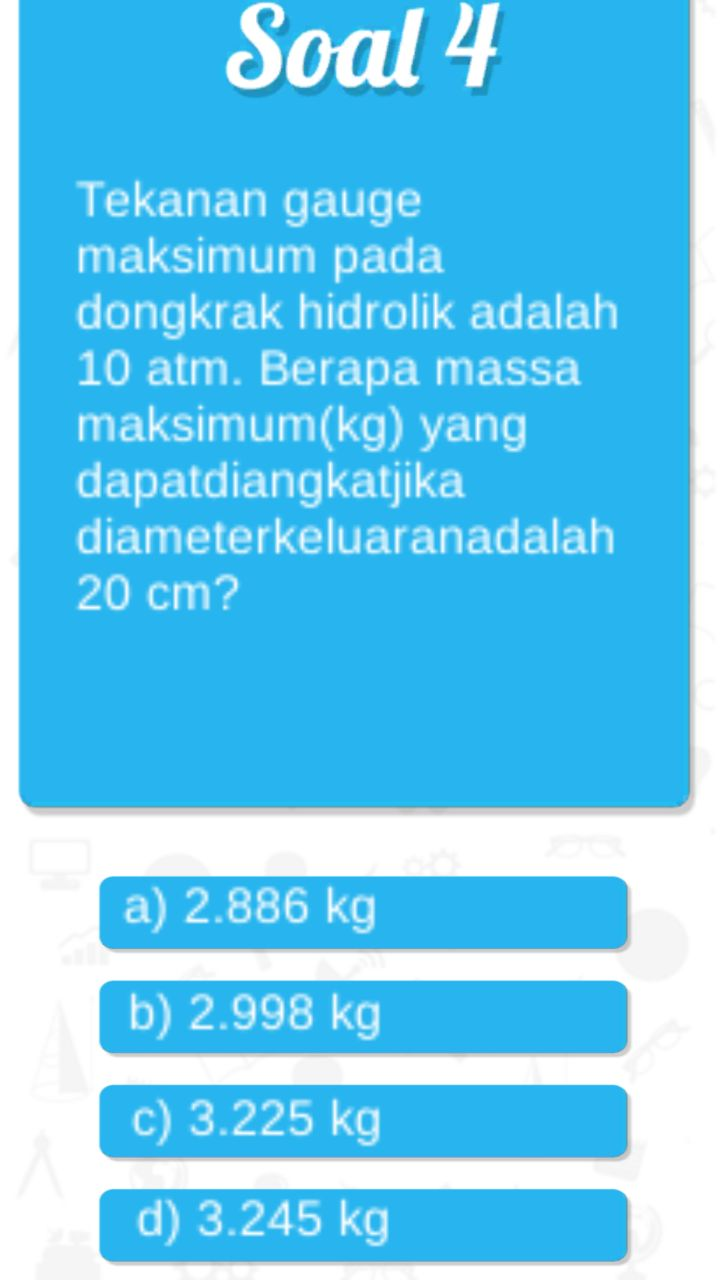 Soal 4
Tekanan gauge
maksimum pada
dongkrak hidrolik adalah
10 atm. Berapa massa
maksimum(kg) yang
dapatdiangkatjika
diameterkeluaranadalah
20 cm?
a) 2.886 kg
b) 2.998 kg
c) 3.225 kg
d) 3.245 kg